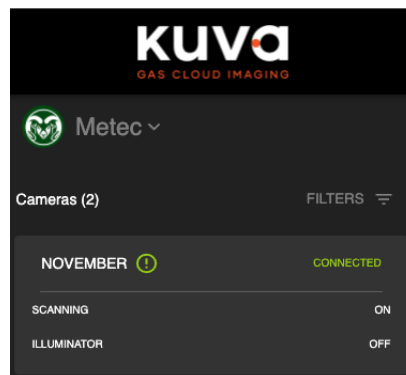 KUVA
GAS CLOUD IMAGING
Metec
Cameras (2) FILTERS
NOVEMBER CONNECTED
SCANNING ON
ILLUMINATOR OFF